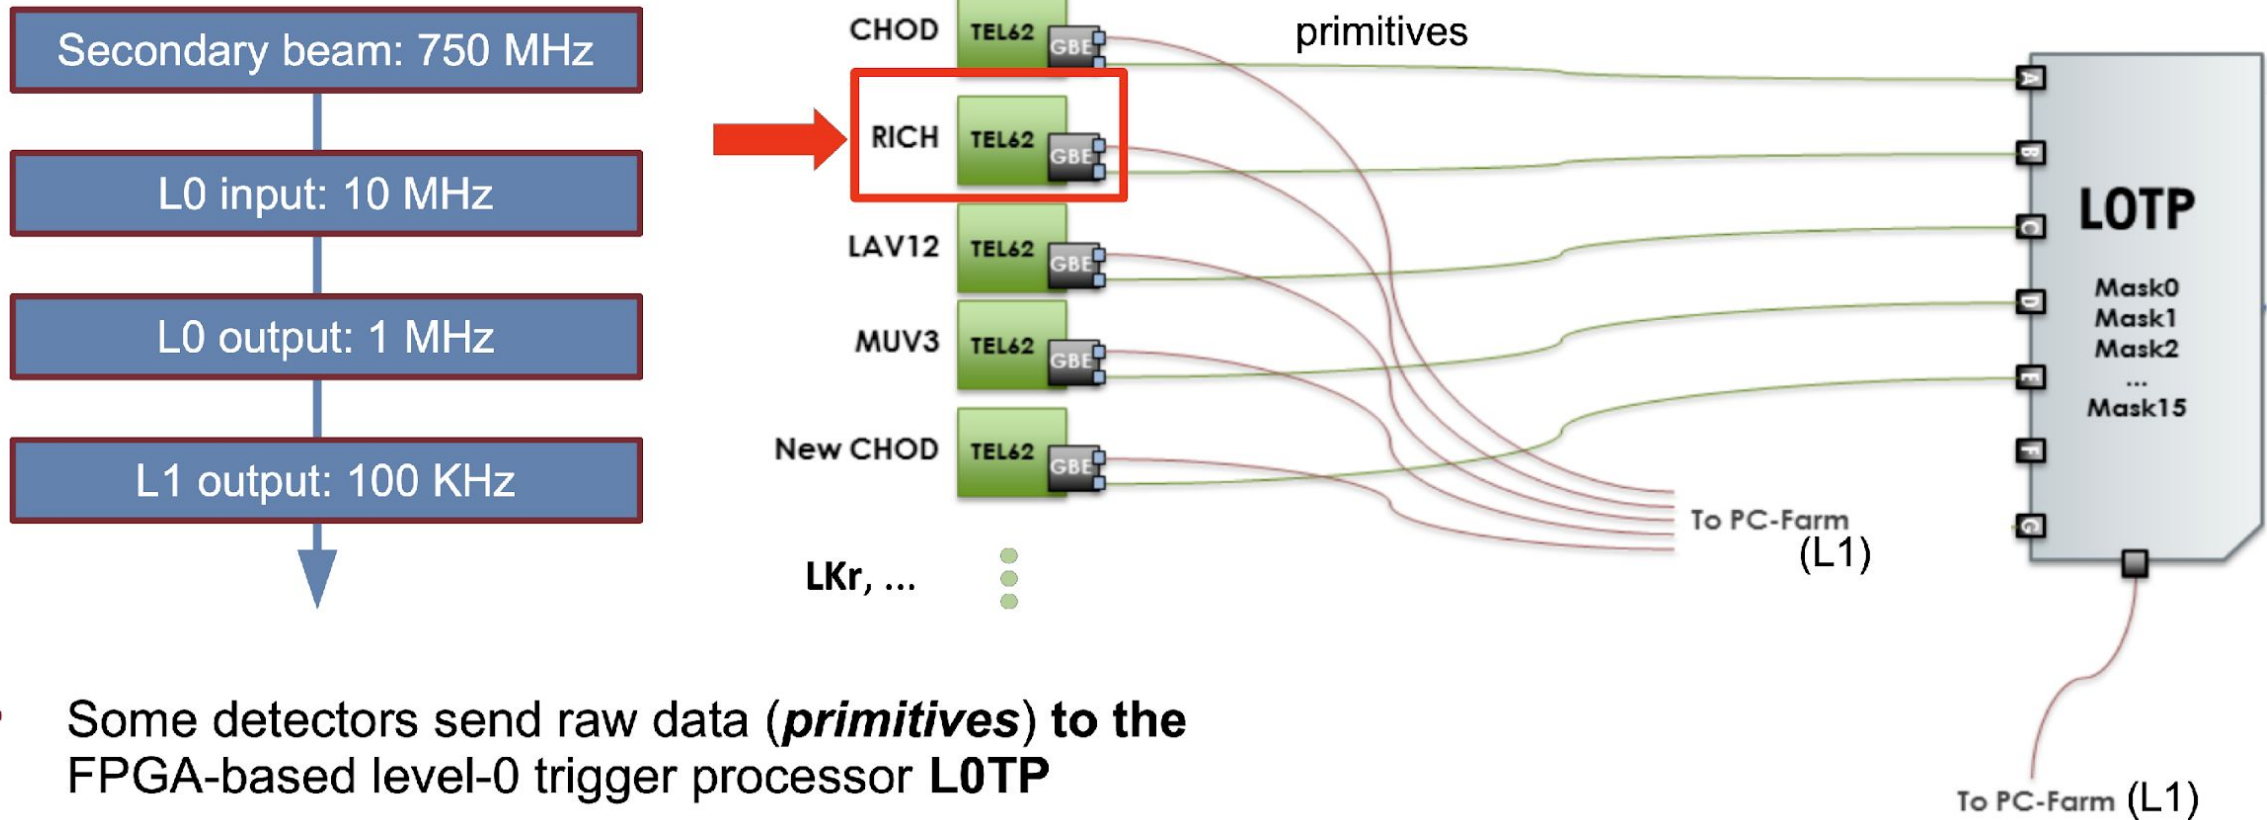 Secondary beam: 750 MHz
L0 input: 10 MHz
L0 output: 1 MHz
L1 output: 100 KHz
CHOD
TEL62
GBE
primitives
RICH
TEL62
GBE
LAV12
TEL62
GBE
MUV3
TEL62
GBE
New CHOD
TEL62
GBE
LKr, ...
To PC-Farm
(L1)
A
B
C
D
E
F
G
L0TP
Mask0
Mask1
Mask2
...
Mask15
To PC-Farm (L1)
Some detectors send raw data (primitives) to the
FPGA-based level-0 trigger processor L0TP